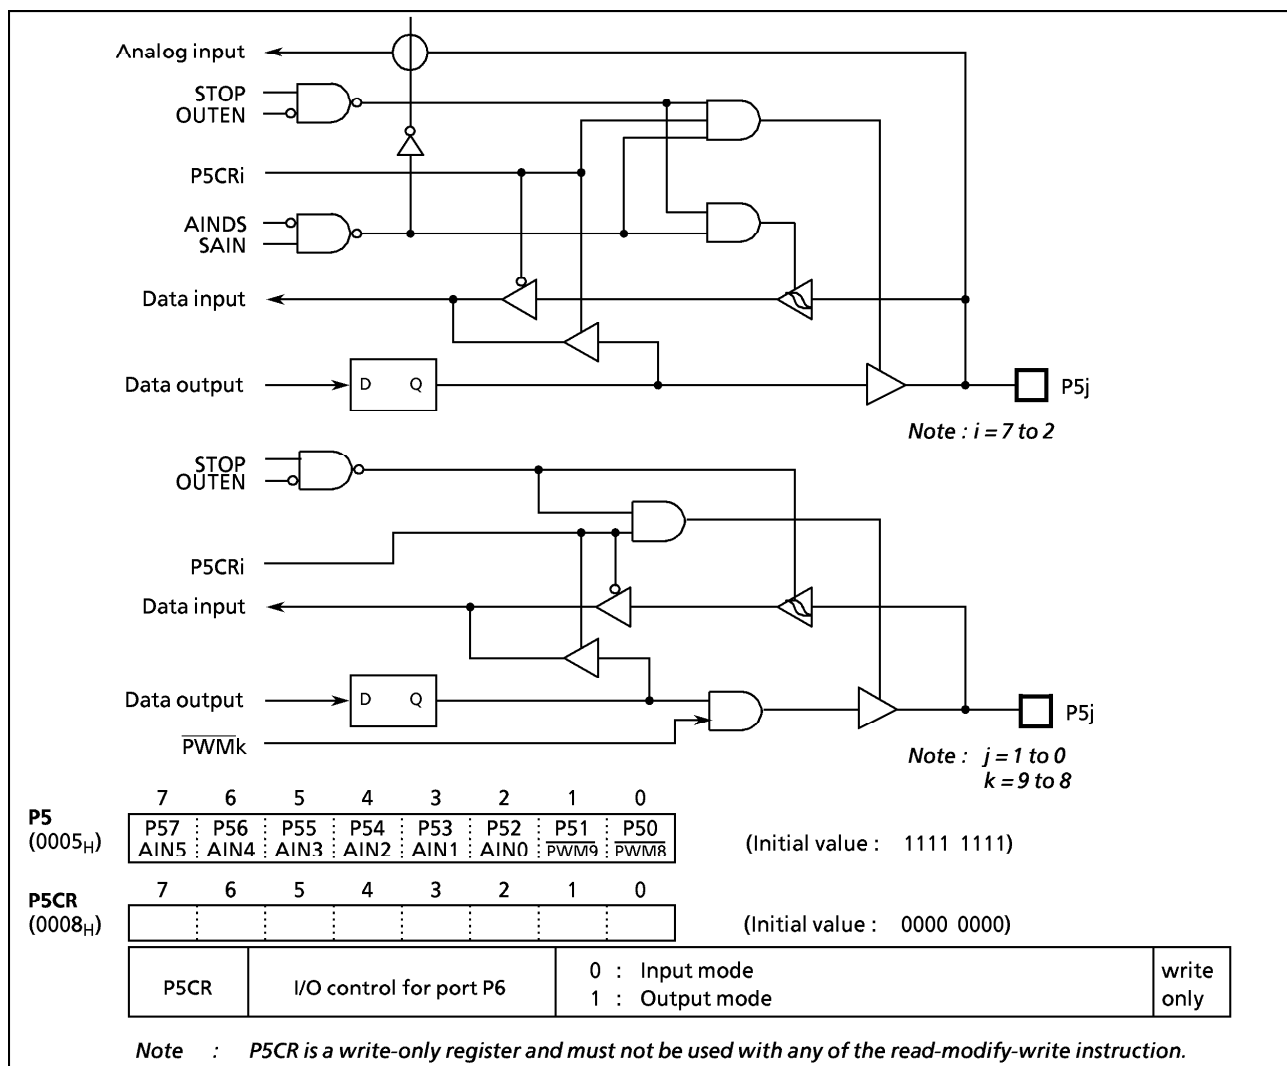 Analog input
STOP
OUTEN
P5CRi
AINDS
SAIN
Data input
Data output
D Q
P5j
Note : i = 7 to 2
STOP
OUTEN
P5CRi
Data input
Data output
D Q
P̅W̅M̅k
P5j
Note : j = 1 to 0
k = 9 to 8
7 6 5 4 3 2 1 0
P5
(0005H)
P57 P56 P55 P54 P53 P52 P51 P50
AIN5 AIN4 AIN3 AIN2 AIN1 AIN0 P̅W̅M̅9̅ P̅W̅M̅8̅
(Initial value : 1111 1111)
7 6 5 4 3 2 1 0
P5CR
(0008H)
(Initial value : 0000 0000)
P5CR
I/O control for port P6
0 : Input mode
1 : Output mode
write
only
Note : P5CR is a write-only register and must not be used with any of the read-modify-write instruction.